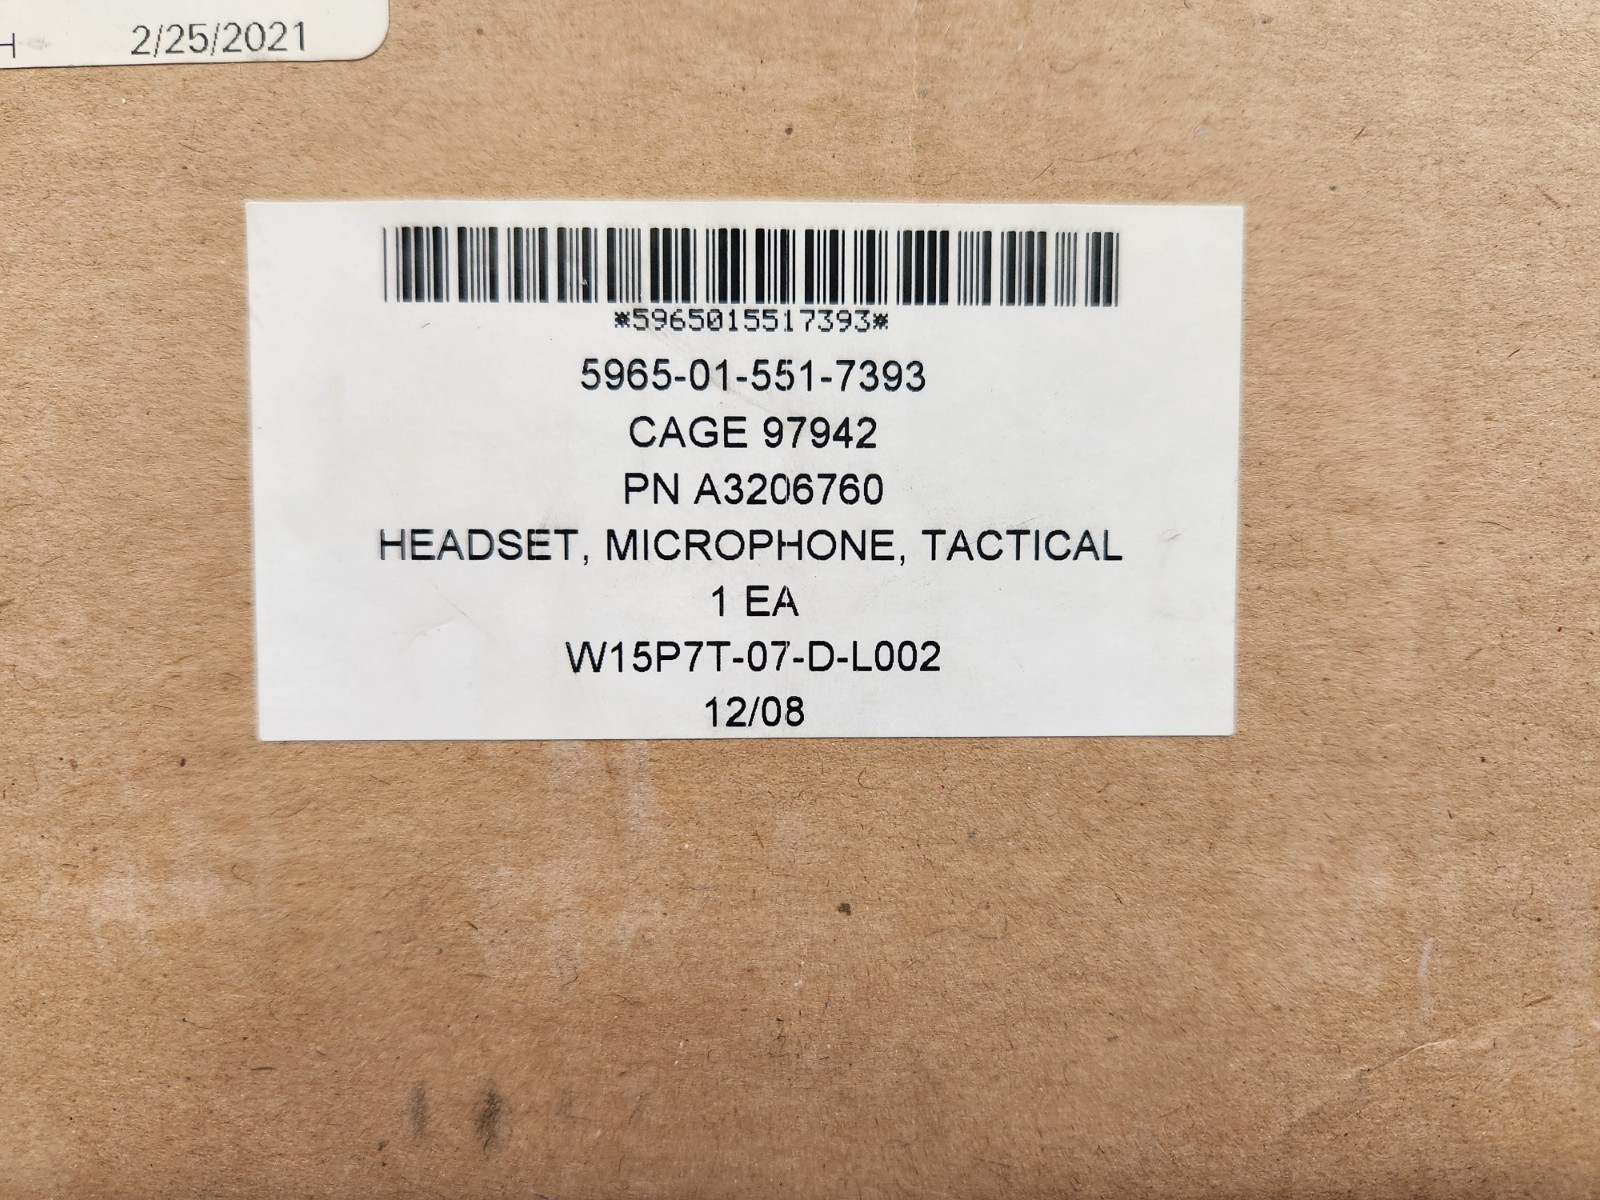 H 2/25/2021
*5965015517393*
5965-01-551-7393
CAGE 97942
PN A3206760
HEADSET, MICROPHONE, TACTICAL
1 EA
W15P7T-07-D-L002
12/08